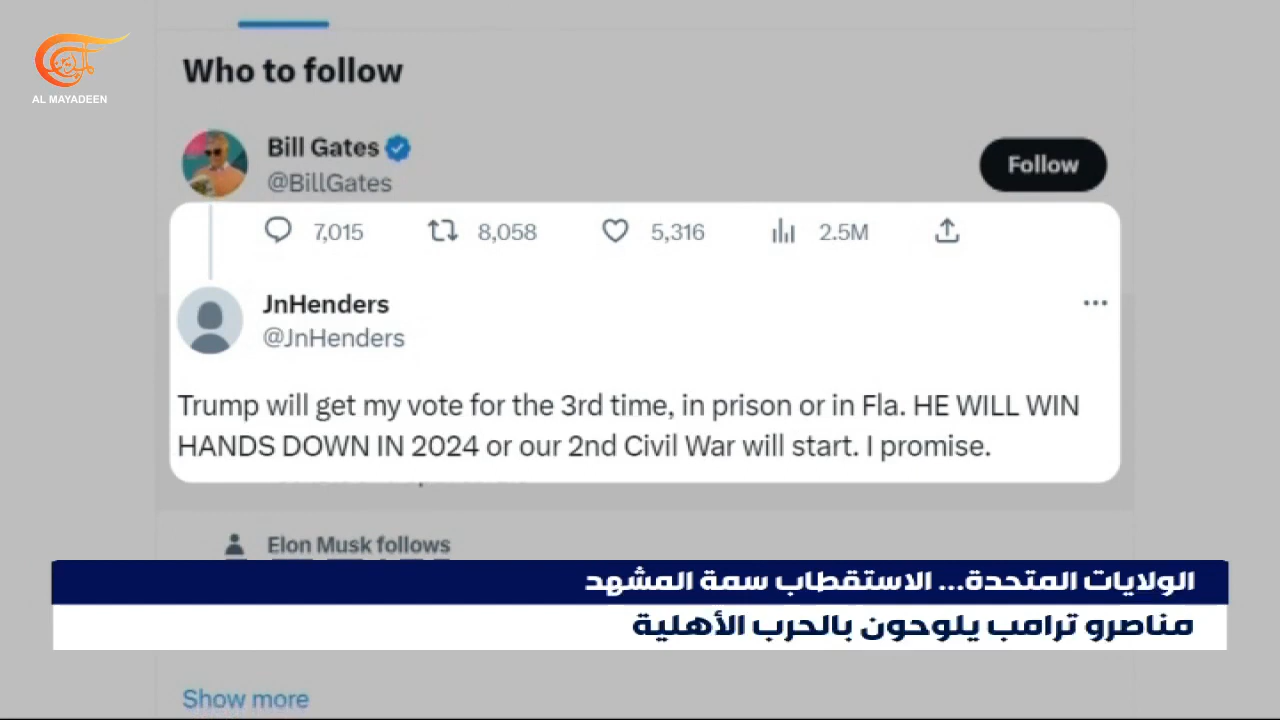 AL MAYADEEN
Who to follow
Bill Gates
@BillGates
Follow
7,015 8,058 5,316 2.5M
JnHenders
@JnHenders
Trump will get my vote for the 3rd time, in prison or in Fla. HE WILL WIN
HANDS DOWN IN 2024 or our 2nd Civil War will start. I promise.
Elon Musk follows
الولايات المتحدة... الاستقطاب سمة المشهد
مناصرو ترامب يلوحون بالحرب الأهلية
Show more